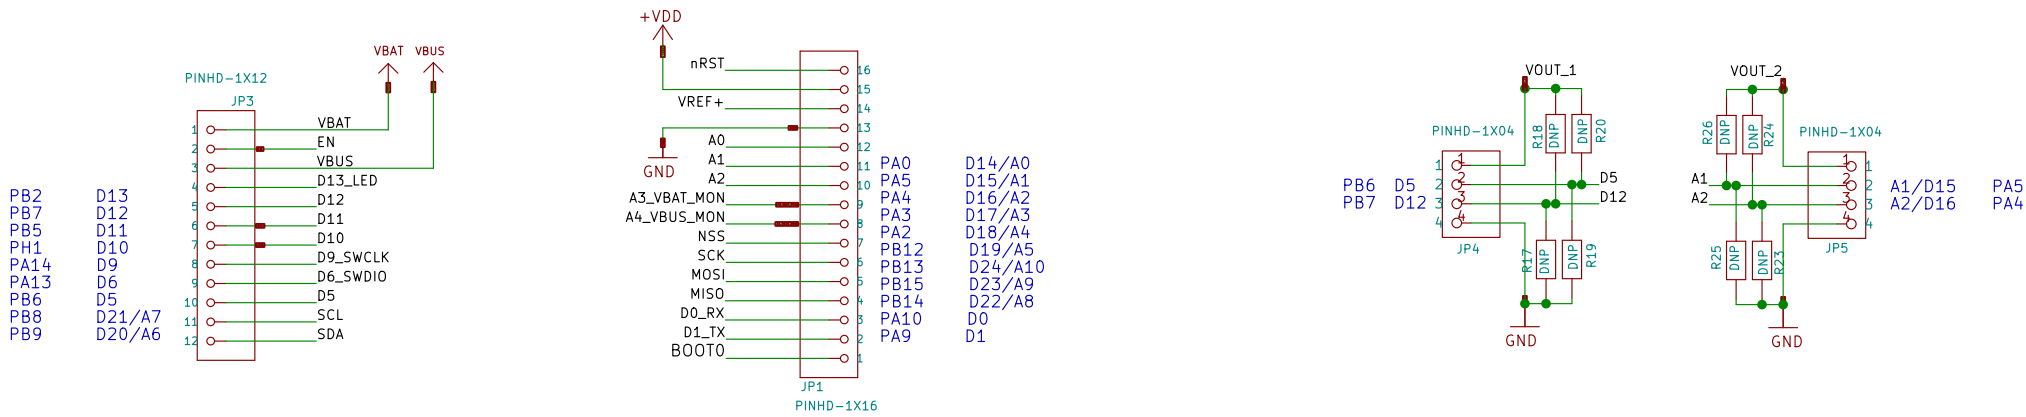 PINHD-1X12
JP3
VBAT
VBUS
1
2
3
4
5
6
7
8
9
10
11
12
VBAT
EN
VBUS
D13_LED
D12
D11
D10
D9_SWCLK
D6_SWDIO
D5
SCL
SDA
PB2 D13
PB7 D12
PB5 D11
PH1 D10
PA14 D9
PA13 D6
PB6 D5
PB8 D21/A7
PB9 D20/A6
+VDD
nRST
VREF+
GND
A0
A1
A2
A3_VBAT_MON
A4_VBUS_MON
NSS
SCK
MOSI
MISO
D0_RX
D1_TX
BOOT0
16
15
14
13
12
11
10
9
8
7
6
5
4
3
2
1
JP1
PINHD-1X16
PA0 D14/A0
PA5 D15/A1
PA4 D16/A2
PA3 D17/A3
PA2 D18/A4
PB12 D19/A5
PB13 D24/A10
PB15 D23/A9
PB14 D22/A8
PA10 D0
PA9 D1
PINHD-1X04
VOUT_1
R18 DNP
DNP R20
1 1
2 2
3 3
4 4
D5
D12
PB6 D5
PB7 D12
JP4
R17 DNP
DNP R19
GND
VOUT_2
PINHD-1X04
R26 DNP
DNP R24
A1
A2
1 1
2 2
3 3
4 4
A1/D15 PA5
A2/D16 PA4
JP5
R25 DNP
DNP R23
GND